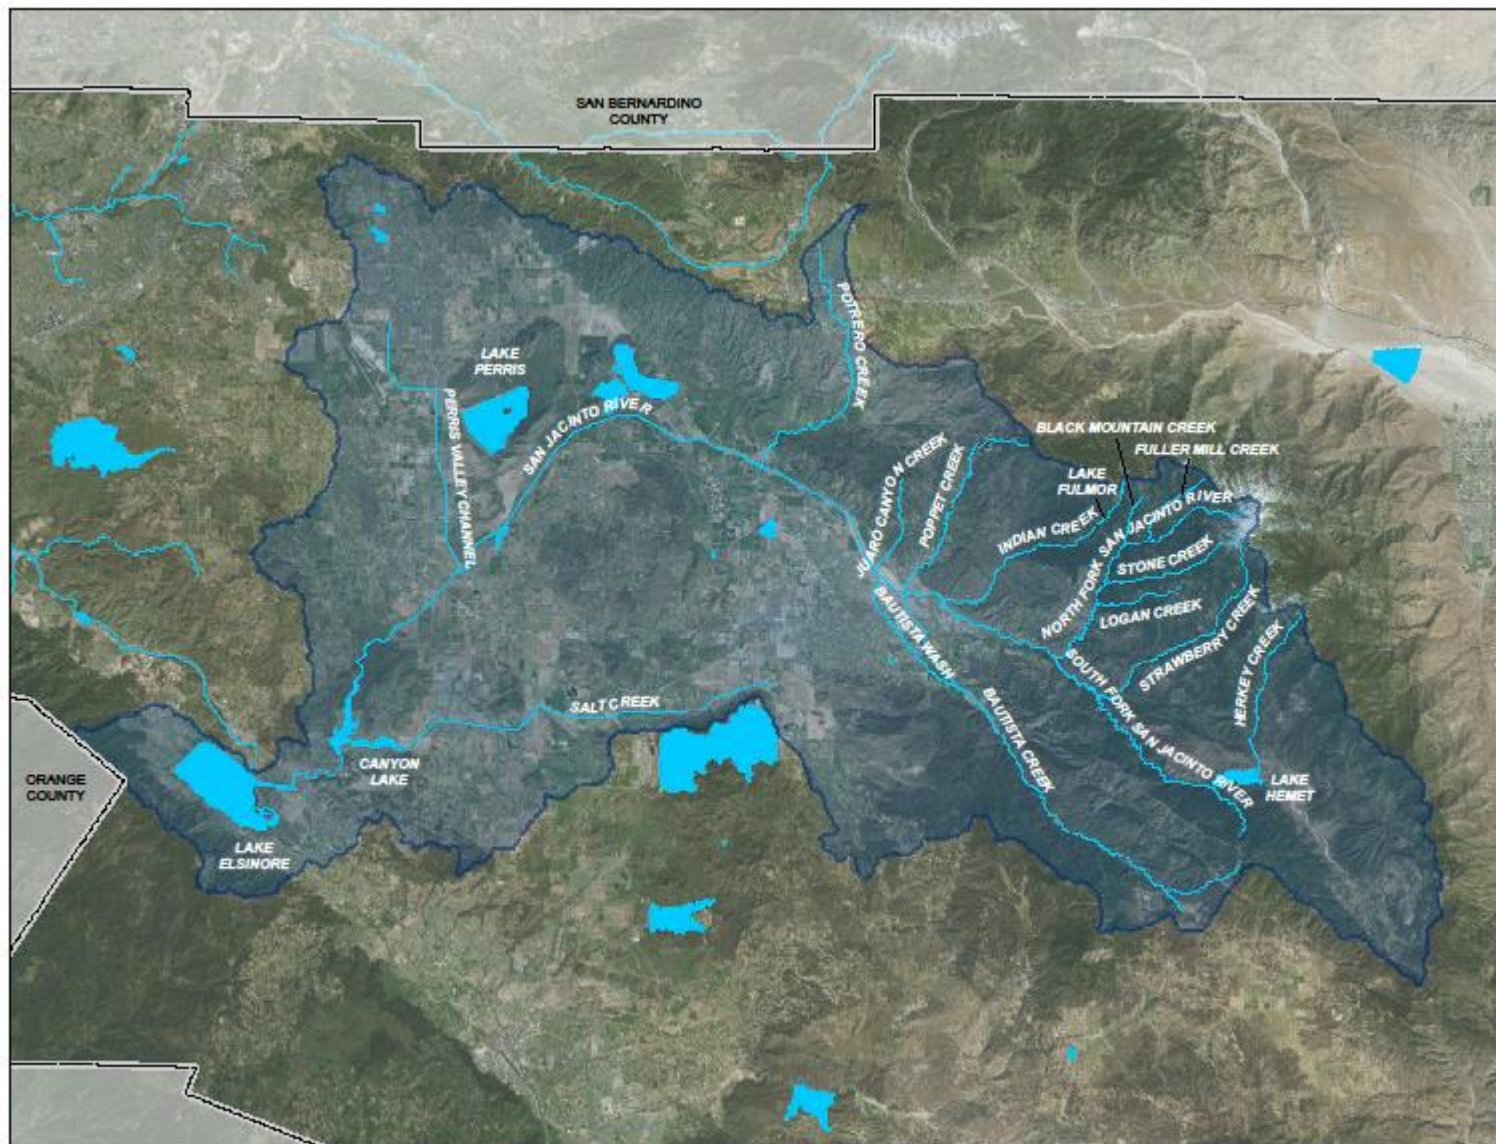 SAN BERNARDINO
COUNTY
POTRERO CREEK
LAKE
PERRIS
PERRIS VALLEY CHANNEL
SAN JACINTO RIVER
BLACK MOUNTAIN CREEK
FULLER MILL CREEK
LAKE
FULMOR
JUARO CANYON CREEK
POPPET CREEK
INDIAN CREEK
NORTH FORK SAN JACINTO RIVER
STONE CREEK
LOGAN CREEK
STRAWBERRY CREEK
HERKEY CREEK
BAUTISTA WASH
SOUTH FORK SAN JACINTO RIVER
BAUTISTA CREEK
SALT CREEK
CANYON
LAKE
LAKE
HEMET
ORANGE
COUNTY
LAKE
ELSINORE